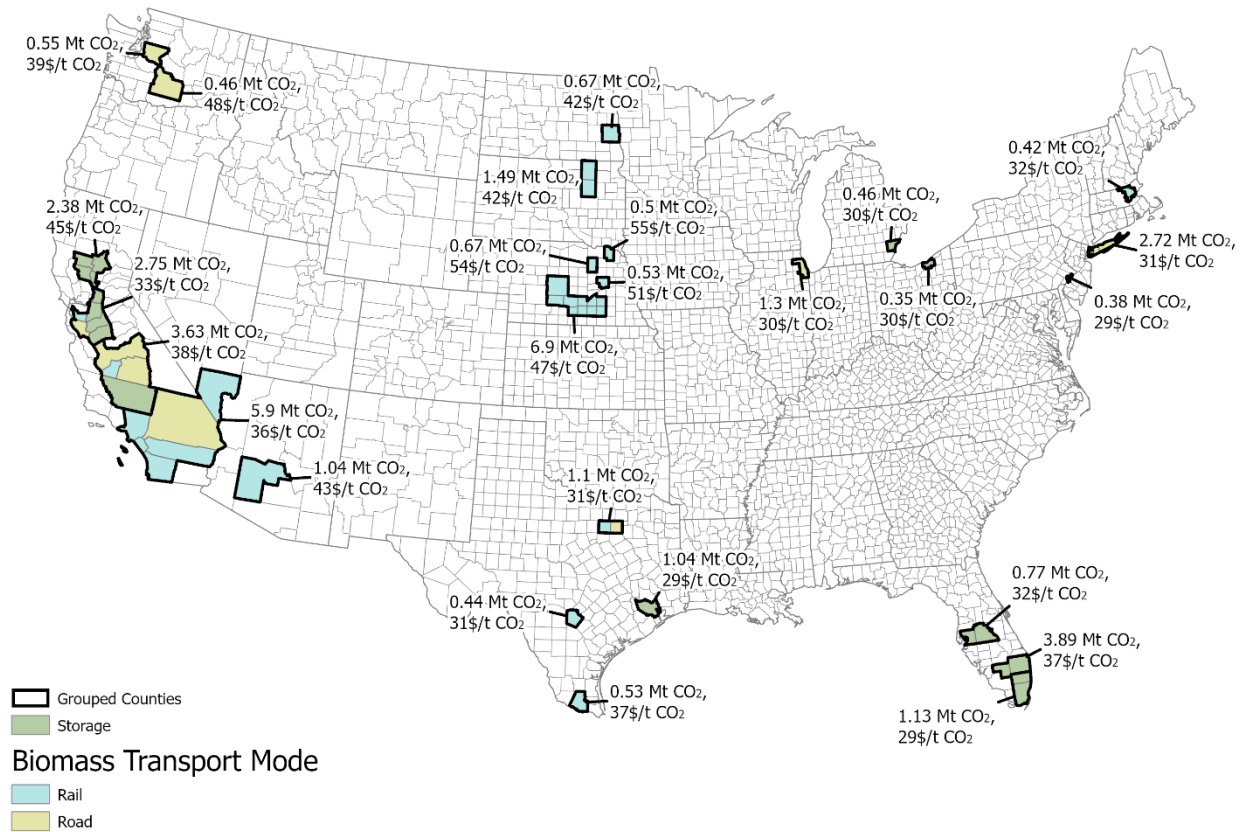 0.55 Mt CO₂,
39$/t CO₂
0.46 Mt CO₂,
48$/t CO₂
0.67 Mt CO₂,
42$/t CO₂
1.49 Mt CO₂,
42$/t CO₂
0.42 Mt CO₂,
32$/t CO₂
0.46 Mt CO₂,
30$/t CO₂
2.38 Mt CO₂,
45$/t CO₂
0.5 Mt CO₂,
55$/t CO₂
2.72 Mt CO₂,
31$/t CO₂
0.67 Mt CO₂,
54$/t CO₂
2.75 Mt CO₂,
33$/t CO₂
0.53 Mt CO₂,
51$/t CO₂
1.3 Mt CO₂,
30$/t CO₂
0.35 Mt CO₂,
30$/t CO₂
0.38 Mt CO₂,
29$/t CO₂
3.63 Mt CO₂,
38$/t CO₂
6.9 Mt CO₂,
47$/t CO₂
5.9 Mt CO₂,
36$/t CO₂
1.04 Mt CO₂,
43$/t CO₂
1.1 Mt CO₂,
31$/t CO₂
1.04 Mt CO₂,
29$/t CO₂
0.44 Mt CO₂,
31$/t CO₂
0.77 Mt CO₂,
32$/t CO₂
3.89 Mt CO₂,
37$/t CO₂
0.53 Mt CO₂,
37$/t CO₂
1.13 Mt CO₂,
29$/t CO₂
Grouped Counties
Storage
Biomass Transport Mode
Rail
Road